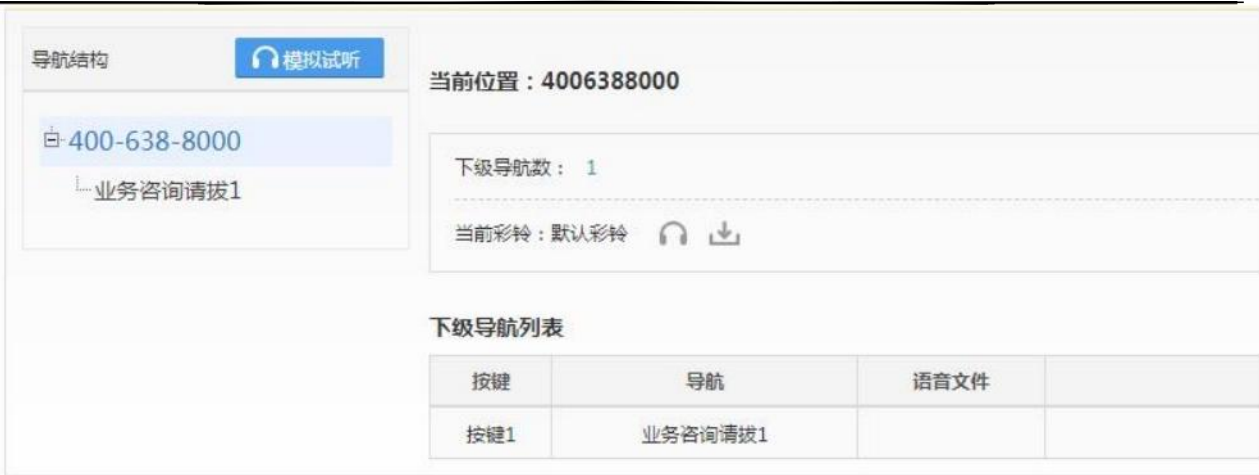 导航结构
模拟试听
400-638-8000
业务咨询请拔1
当前位置：4006388000
下级导航数： 1
当前彩铃：默认彩铃
下级导航列表
按键 导航 语音文件
按键1 业务咨询请拔1